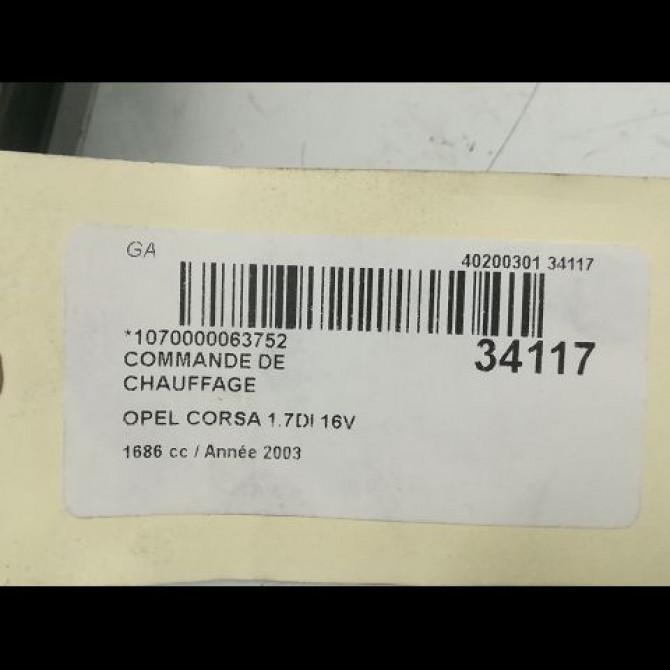 GA
40200301 34117
*1070000063752
34117
COMMANDE DE
CHAUFFAGE
OPEL CORSA 1.7DI 16V
1686 cc / Année 2003